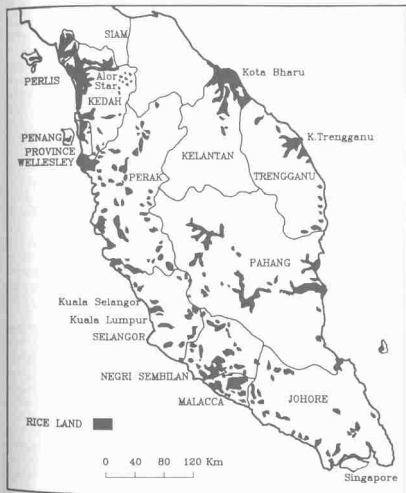 SIAM
Kota Bharu
PERLIS
Alor
Star
KEDAH
K.Trengganu
PENANG
PROVINCE
WELLESLEY
KELANTAN
PERAK
TRENGGANU
PAHANG
Kuala Selangor
Kuala Lumpur
SELANGOR
NEGRI SEMBILAN
MALACCA
JOHORE
RICE LAND
0 40 80 120 Km
Singapore